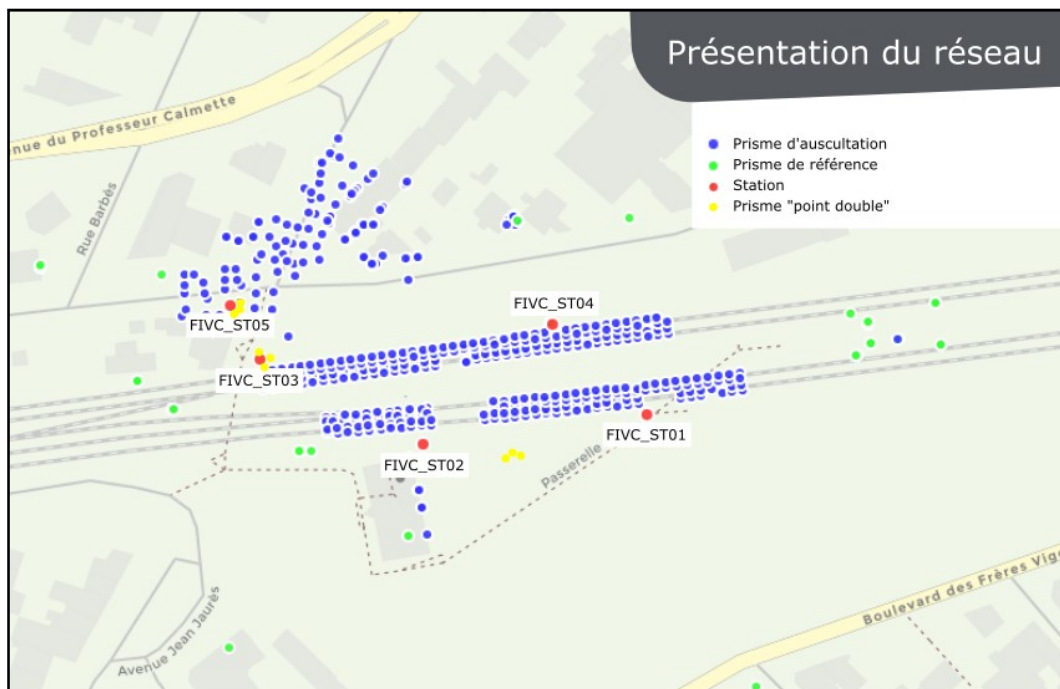 Présentation du réseau
Prisme d'auscultation
Prisme de référence
Station
Prisme "point double"
nue du Professeur Calmette
Rue Barbès
FIVC_ST04
FIVC_ST05
FIVC_ST03
FIVC_ST01
FIVC_ST02
Passerelle
Avenue Jean Jaurès
Boulevard des Frères Vigo